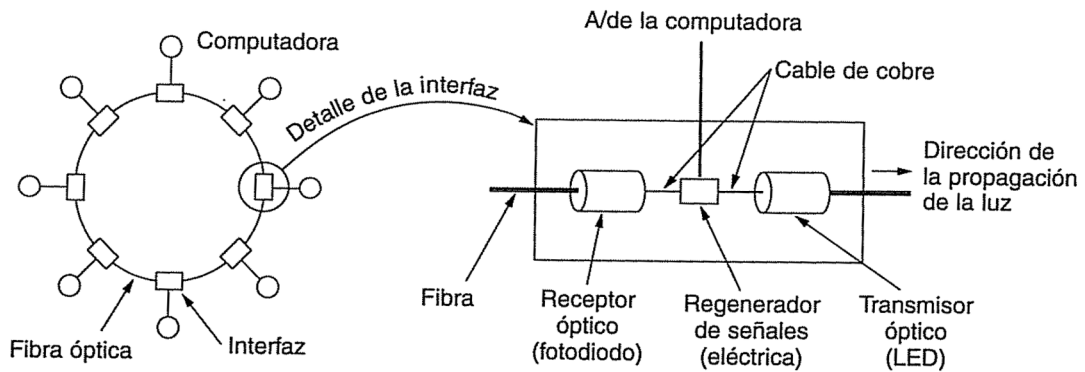 A/de la computadora
Computadora
Cable de cobre
Detalle de la interfaz
Dirección de
la propagación
de la luz
Fibra
Receptor
óptico
(fotodiodo)
Regenerador
de señales
(eléctrica)
Transmisor
óptico
(LED)
Fibra óptica
Interfaz